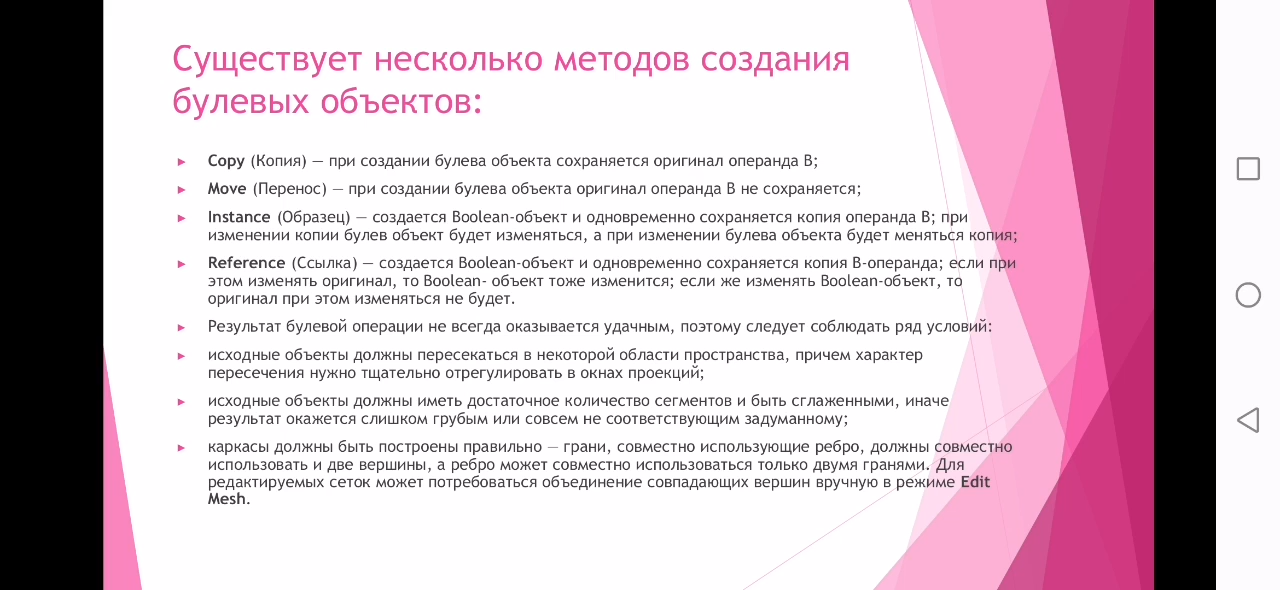 Существует несколько методов создания
булевых объектов:
Copy (Копия) — при создании булева объекта сохраняется оригинал операнда В;
Move (Перенос) — при создании булева объекта оригинал операнда В не сохраняется;
Instance (Образец) — создается Boolean-объект и одновременно сохраняется копия операнда В; при
изменении копии булев объект будет изменяться, а при изменении булева объекта будет меняться копия;
Reference (Ссылка) — создается Boolean-объект и одновременно сохраняется копия В-операнда; если при
этом изменять оригинал, то Boolean- объект тоже изменится; если же изменять Boolean-объект, то
оригинал при этом изменяться не будет.
Результат булевой операции не всегда оказывается удачным, поэтому следует соблюдать ряд условий:
исходные объекты должны пересекаться в некоторой области пространства, причем характер
пересечения нужно тщательно отрегулировать в окнах проекций;
исходные объекты должны иметь достаточное количество сегментов и быть сглаженными, иначе
результат окажется слишком грубым или совсем не соответствующим задуманному;
каркасы должны быть построены правильно — грани, совместно использующие ребро, должны совместно
использовать и две вершины, а ребро может совместно использоваться только двумя гранями. Для
редактируемых сеток может потребоваться объединение совпадающих вершин вручную в режиме Edit
Mesh.